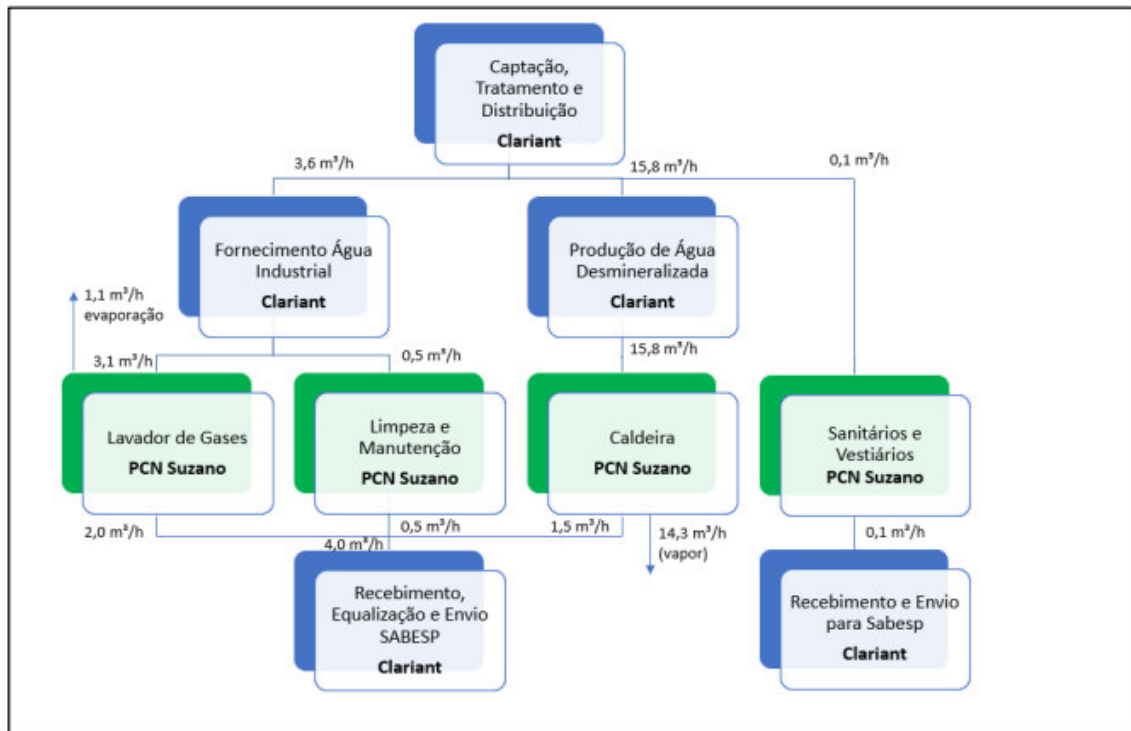 Captação,
Tratamento e
Distribuição
Clariant
3,6 m³/h
15,8 m³/h
0,1 m³/h
Fornecimento Água
Industrial
Clariant
Produção de Água
Desmineralizada
Clariant
1,1 m³/h
evaporação
3,1 m³/h
0,5 m³/h
15,8 m³/h
Lavador de Gases
PCN Suzano
Limpeza e
Manutenção
PCN Suzano
Caldeira
PCN Suzano
Sanitários e
Vestiários
PCN Suzano
2,0 m³/h
0,5 m³/h
1,5 m³/h
14,3 m³/h
(vapor)
0,1 m³/h
4,0 m³/h
Recebimento,
Equalização e Envio
SABESP
Clariant
Recebimento e Envio
para Sabesp
Clariant